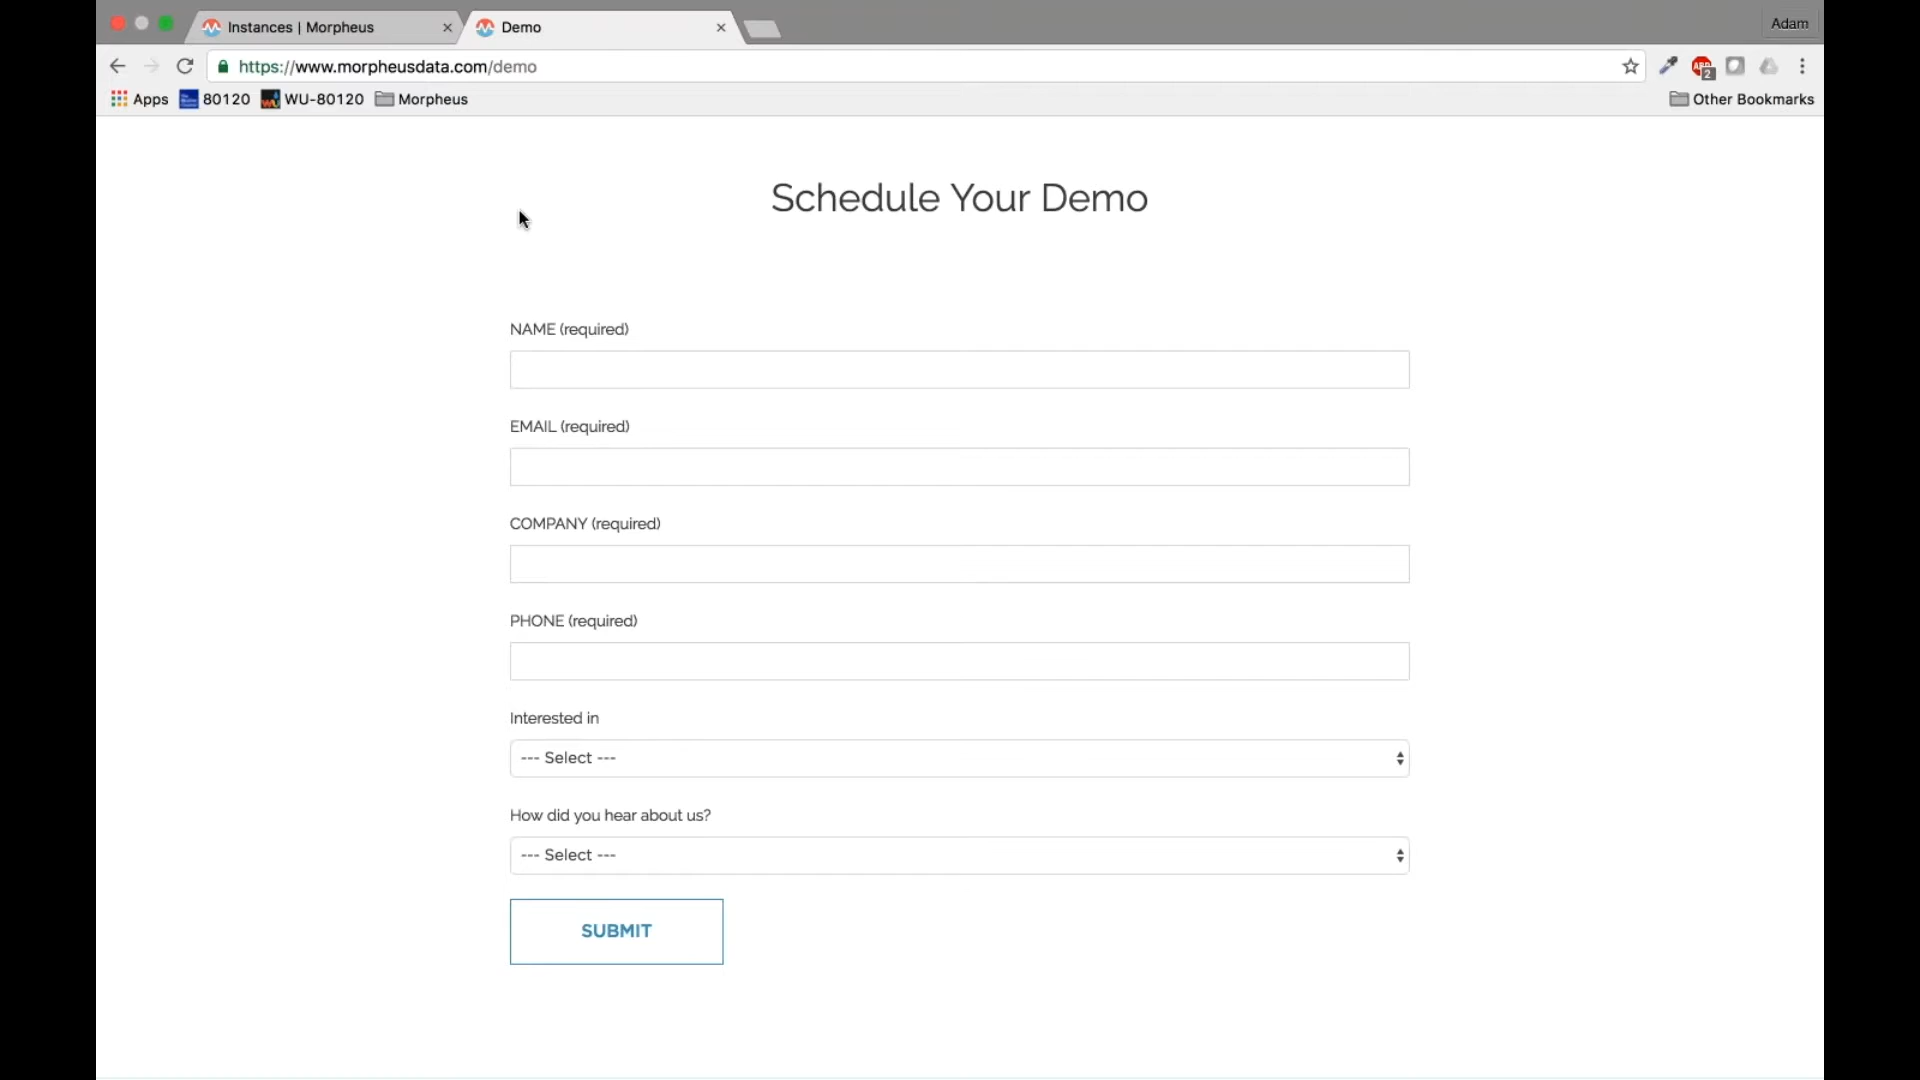 Instances | Morpheus
Demo
Adam
https://www.morpheusdata.com/demo
ABP
2
Apps
80120
WU-80120
Morpheus
Other Bookmarks
Schedule Your Demo
NAME (required)
EMAIL (required)
COMPANY (required)
PHONE (required)
Interested in
--- Select ---
How did you hear about us?
--- Select ---
SUBMIT